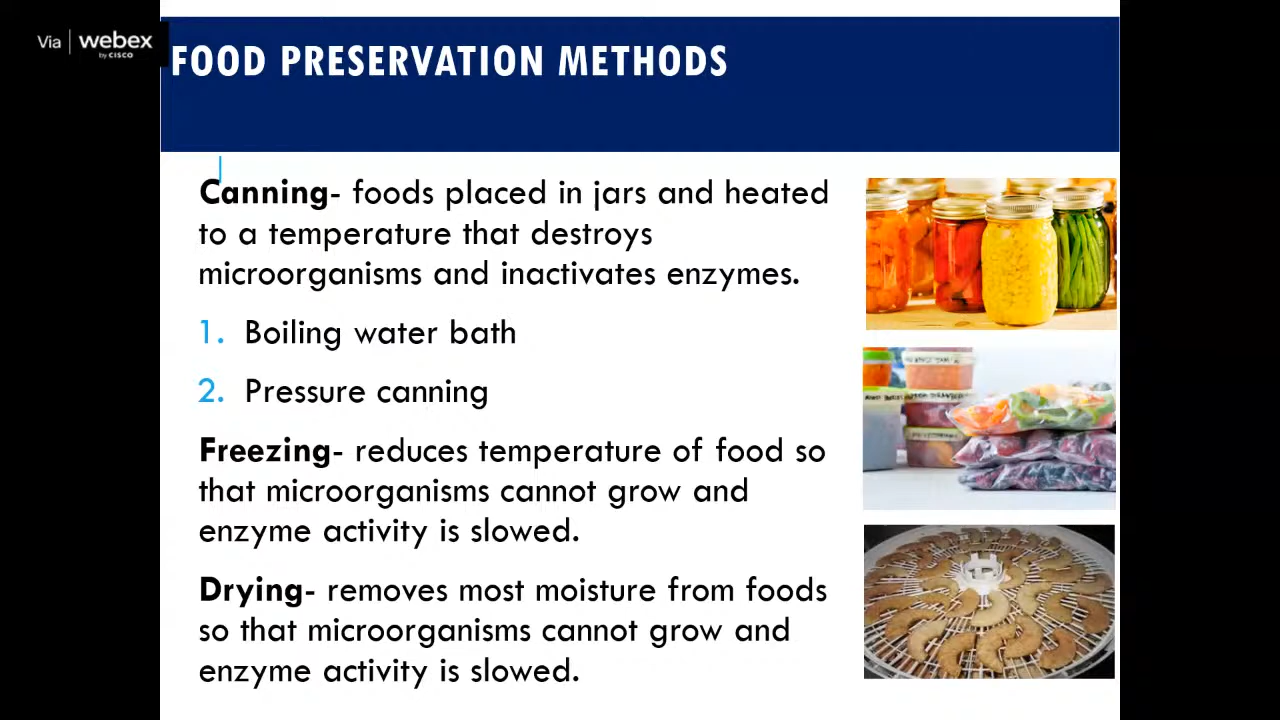 Via webex
by CISCO
FOOD PRESERVATION METHODS
Canning- foods placed in jars and heated
to a temperature that destroys
microorganisms and inactivates enzymes.
1. Boiling water bath
2. Pressure canning
Freezing- reduces temperature of food so
that microorganisms cannot grow and
enzyme activity is slowed.
Drying- removes most moisture from foods
so that microorganisms cannot grow and
enzyme activity is slowed.